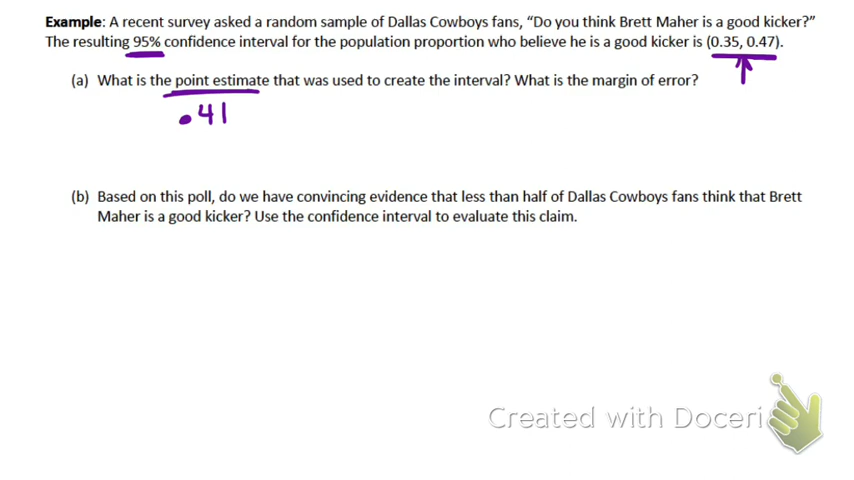 Example: A recent survey asked a random sample of Dallas Cowboys fans, “Do you think Brett Maher is a good kicker?”
The resulting 95% confidence interval for the population proportion who believe he is a good kicker is (0.35, 0.47).
(a) What is the point estimate that was used to create the interval? What is the margin of error?
.41
(b) Based on this poll, do we have convincing evidence that less than half of Dallas Cowboys fans think that Brett
Maher is a good kicker? Use the confidence interval to evaluate this claim.
Created with Doceri